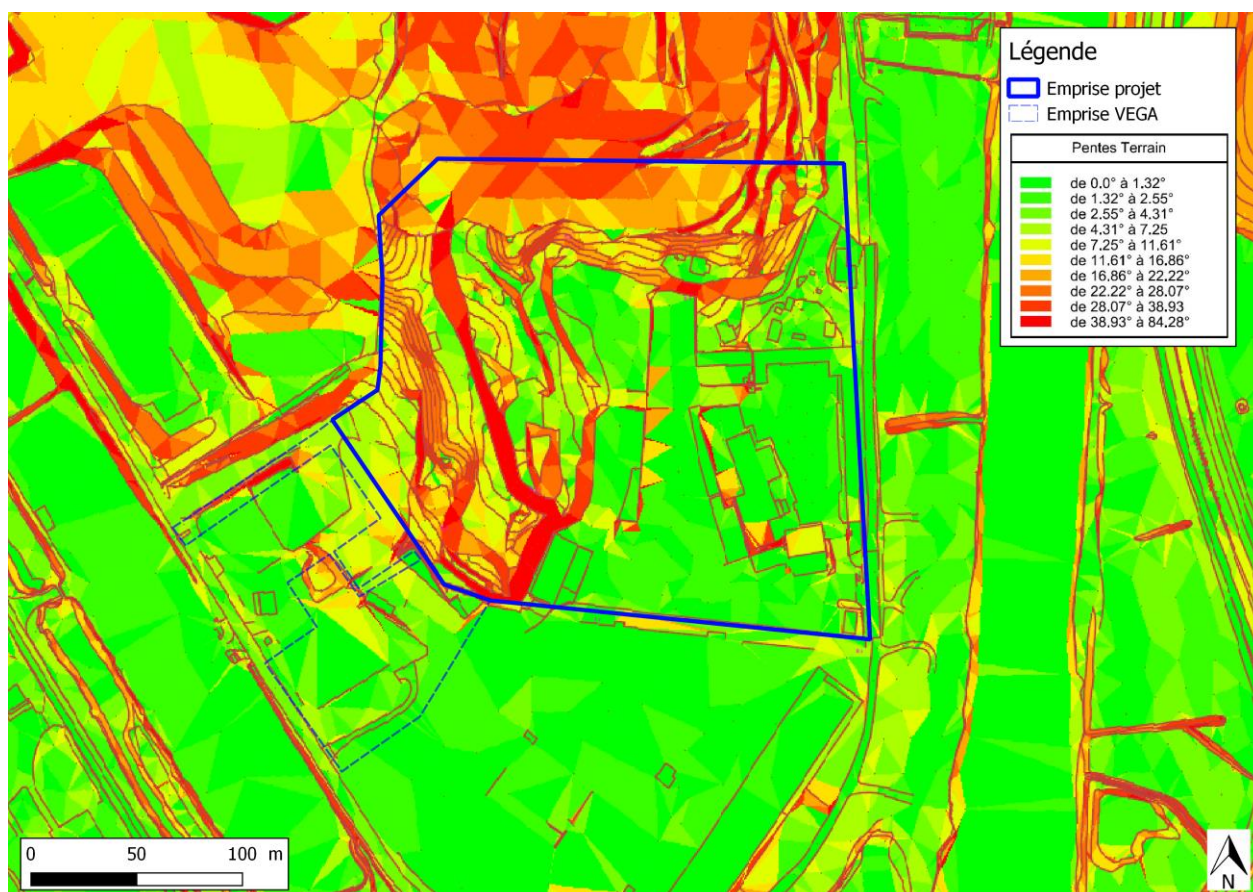 Légende
Emprise projet
Emprise VEGA
Pentes Terrain
de 0.0° à 1.32°
de 1.32° à 2.55°
de 2.55° à 4.31°
de 4.31° à 7.25
de 7.25° à 11.61°
de 11.61° à 16.86°
de 16.86° à 22.22°
de 22.22° à 28.07°
de 28.07° à 38.93
de 38.93° à 84.28°
0 50 100 m
N